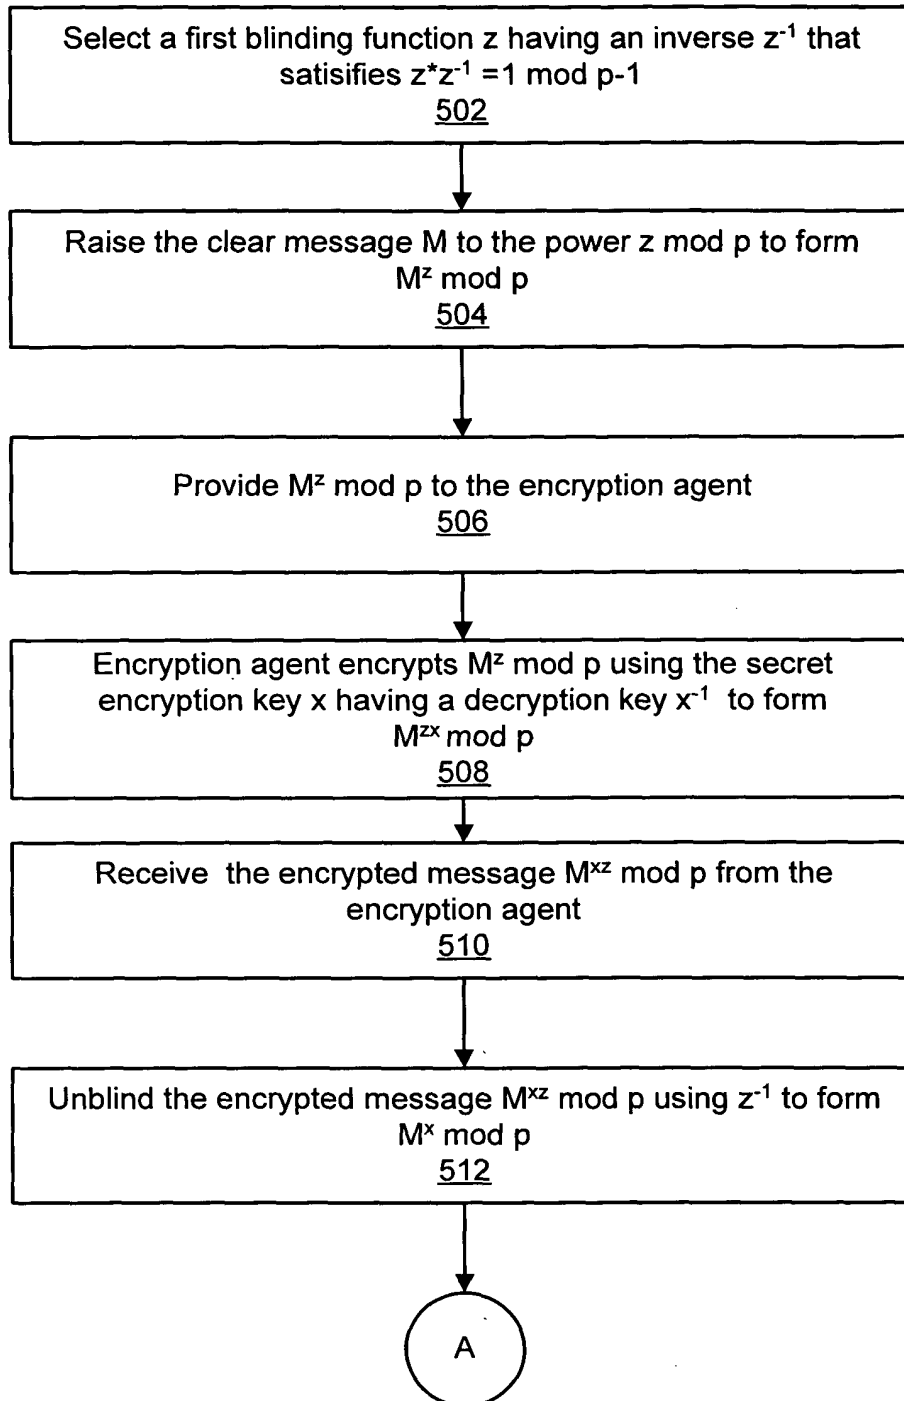 Select a first blinding function z having an inverse z⁻¹ that
satisifies z*z⁻¹ =1 mod p-1
502
Raise the clear message M to the power z mod p to form
Mᶻ mod p
504
Provide Mᶻ mod p to the encryption agent
506
Encryption agent encrypts Mᶻ mod p using the secret
encryption key x having a decryption key x⁻¹ to form
Mᶻˣ mod p
508
Receive the encrypted message Mˣᶻ mod p from the
encryption agent
510
Unblind the encrypted message Mˣᶻ mod p using z⁻¹ to form
Mˣ mod p
512
A